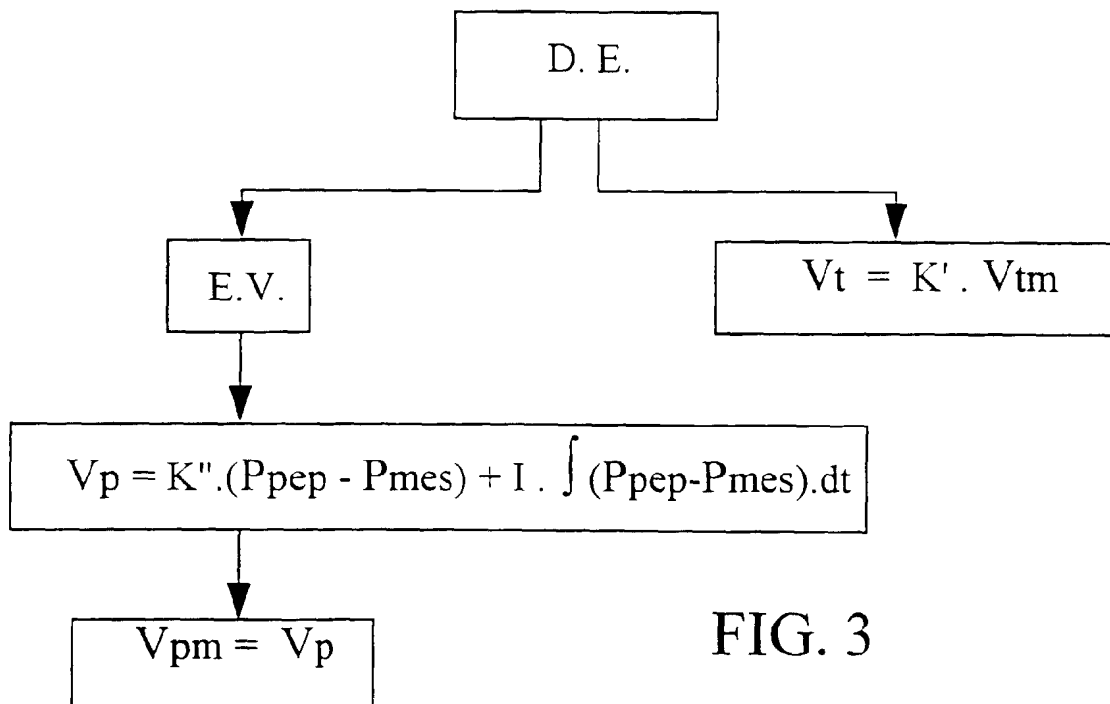 D. E.
E.V.
Vt = K' . Vtm
Vp = K".(Ppep - Pmes) + I . ∫ (Ppep-Pmes).dt
Vpm = Vp
FIG. 3